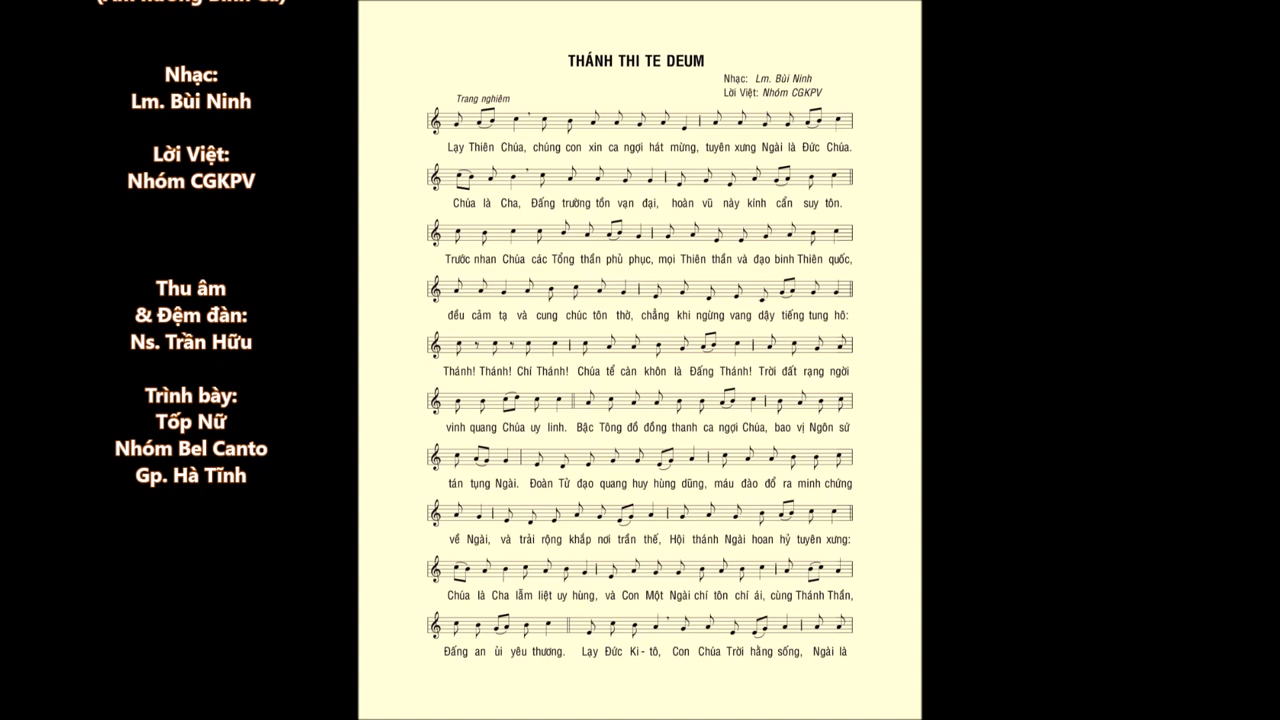 (Âm hưởng Bình Ca)
Nhạc:
Lm. Bùi Ninh
Lời Việt:
Nhóm CGKPV
Thu âm
& Đệm đàn:
Ns. Trần Hữu
Trình bày:
Tốp Nữ
Nhóm Bel Canto
Gp. Hà Tĩnh
THÁNH THI TE DEUM
Nhạc: Lm. Bùi Ninh
Lời Việt: Nhóm CGKPV
Trang nghiêm
Lạy Thiên Chúa, chúng con xin ca ngợi hát mừng, tuyên xưng Ngài là Đức Chúa.
Chúa là Cha, Đấng trường tồn vạn đại, hoàn vũ này kính cẩn suy tôn.
Trước nhan Chúa các Tổng thần phủ phục, mọi Thiên thần và đạo binh Thiên quốc,
đều cảm tạ và cung chúc tôn thờ, chẳng khi ngừng vang dậy tiếng tung hô:
Thánh! Thánh! Chí Thánh! Chúa tể càn khôn là Đấng Thánh! Trời đất rạng ngời
vinh quang Chúa uy linh. Bậc Tông đồ đồng thanh ca ngợi Chúa, bao vị Ngôn sứ
tán tụng Ngài. Đoàn Tử đạo quang huy hùng dũng, máu đào đổ ra minh chứng
về Ngài, và trải rộng khắp nơi trần thế, Hội thánh Ngài hoan hỷ tuyên xưng:
Chúa là Cha lẫm liệt uy hùng, và Con Một Ngài chí tôn chí ái, cùng Thánh Thần,
Đấng an ủi yêu thương. Lạy Đức Ki - tô, Con Chúa Trời hằng sống, Ngài là